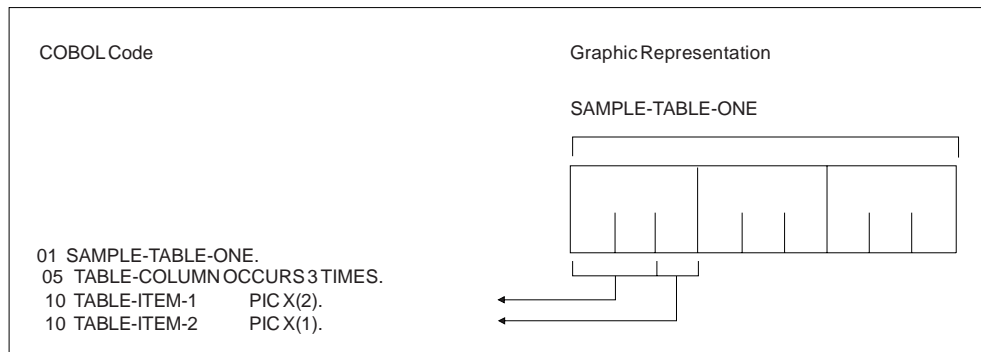 COBOL Code
Graphic Representation
SAMPLE-TABLE-ONE
01 SAMPLE-TABLE-ONE.
05 TABLE-COLUMN OCCURS 3 TIMES.
10 TABLE-ITEM-1 PIC X(2).
10 TABLE-ITEM-2 PIC X(1).